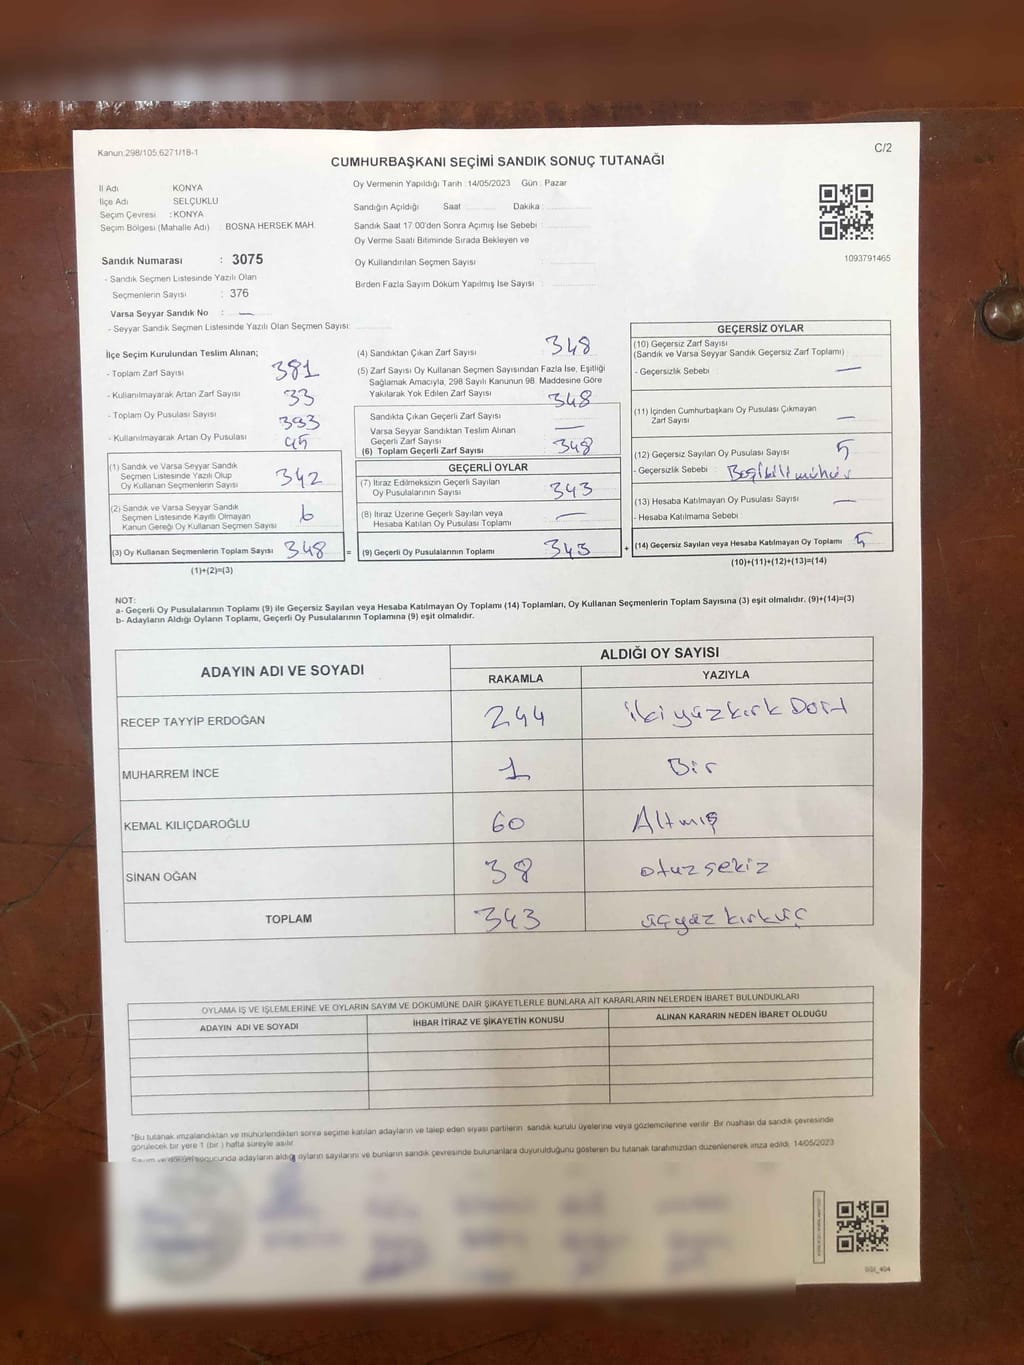 Kanun:298/105,6271/18-1
C/2
CUMHURBAŞKANI SEÇİMİ SANDIK SONUÇ TUTANAĞI
İl Adı KONYA
İlçe Adı SELÇUKLU
Seçim Çevresi : KONYA
Seçim Bölgesi (Mahalle Adı) : BOSNA HERSEK MAH.
Oy Vermenin Yapıldığı Tarih :14/05/2023 Gün : Pazar
Sandığın Açıldığı Saat : Dakika :
Sandık Saat 17:00'den Sonra Açımış İse Sebebi :
Oy Verme Saati Bitiminde Sırada Bekleyen ve
Oy Kullandırılan Seçmen Sayısı :
Birden Fazla Sayım Döküm Yapılmış İse Sayısı :
1093791465
Sandık Numarası : 3075
- Sandık Seçmen Listesinde Yazılı Olan
Seçmenlerin Sayısı : 376
Varsa Seyyar Sandık No : —
- Seyyar Sandık Seçmen Listesinde Yazılı Olan Seçmen Sayısı:
İlçe Seçim Kurulundan Teslim Alınan;
- Toplam Zarf Sayısı 381
- Kullanılmayarak Artan Zarf Sayısı 33
- Toplam Oy Pusulası Sayısı 393
- Kullanılmayarak Artan Oy Pusulası 45
(1) Sandık ve Varsa Seyyar Sandık
Seçmen Listesinde Yazılı Olup
Oy Kullanan Seçmenlerin Sayısı 342
(2) Sandık ve Varsa Seyyar Sandık
Seçmen Listesinde Kayıtlı Olmayan
Kanun Gereği Oy Kullanan Seçmen Sayısı 6
(3) Oy Kullanan Seçmenlerin Toplam Sayısı 348 =
(1)+(2)=(3)
(4) Sandıktan Çıkan Zarf Sayısı 348
(5) Zarf Sayısı Oy Kullanan Seçmen Sayısından Fazla İse, Eşitliği
Sağlamak Amacıyla, 298 Sayılı Kanunun 98. Maddesine Göre
Yakılarak Yok Edilen Zarf Sayısı
Sandıkta Çıkan Geçerli Zarf Sayısı 348
Varsa Seyyar Sandıktan Teslim Alınan
Geçerli Zarf Sayısı —
(6) Toplam Geçerli Zarf Sayısı 348
GEÇERLİ OYLAR
(7) İtiraz Edilmeksizin Geçerli Sayılan
Oy Pusulalarının Sayısı 343
(8) İtiraz Üzerine Geçerli Sayılan veya
Hesaba Katılan Oy Pusulası Toplamı —
(9) Geçerli Oy Pusulalarının Toplamı 343 +
GEÇERSİZ OYLAR
(10) Geçersiz Zarf Sayısı
(Sandık ve Varsa Seyyar Sandık Geçersiz Zarf Toplamı)
- Geçersizlik Sebebi : —
(11) İçinden Cumhurbaşkanı Oy Pusulası Çıkmayan
Zarf Sayısı —
(12) Geçersiz Sayılan Oy Pusulası Sayısı 5
- Geçersizlik Sebebi :
(13) Hesaba Katılmayan Oy Pusulası Sayısı —
- Hesaba Katılmama Sebebi
(14) Geçersiz Sayılan veya Hesaba Katılmayan Oy Toplamı 5
(10)+(11)+(12)+(13)=(14)
NOT:
a- Geçerli Oy Pusulalarının Toplamı (9) ile Geçersiz Sayılan veya Hesaba Katılmayan Oy Toplamı (14) Toplamları, Oy Kullanan Seçmenlerin Toplam Sayısına (3) eşit olmalıdır. (9)+(14)=(3)
b- Adayların Aldığı Oyların Toplamı, Geçerli Oy Pusulalarının Toplamına (9) eşit olmalıdır.
ADAYIN ADI VE SOYADI ALDIĞI OY SAYISI
RAKAMLA YAZIYLA
RECEP TAYYİP ERDOĞAN 244 ikiyüzkırkDört
MUHARREM İNCE 1 Bir
KEMAL KILIÇDAROĞLU 60 Altmış
SİNAN OĞAN 38 otuzsekiz
TOPLAM 343 üçyüzkırküç
OYLAMA İŞ VE İŞLEMLERİNE VE OYLARIN SAYIM VE DÖKÜMÜNE DAİR ŞİKAYETLERLE BUNLARA AİT KARARLARIN NELERDEN İBARET BULUNDUKLARI
ADAYIN ADI VE SOYADI İHBAR İTİRAZ VE ŞİKAYETİN KONUSU ALINAN KARARIN NEDEN İBARET OLDUĞU
*Bu tutanak imzalandıktan ve mühürlendikten sonra seçime katılan adayların ve talep eden siyasi partilerin sandık kurulu üyelerine veya gözlemcilerine verilir. Bir nushası da sandık çevresinde
görülecek bir yere 1 (bir ) hafta süreyle asılır.
Sayım ve döküm sonucunda adayların aldığı oyların sayılarını ve bunların sandık çevresinde bulunanlara duyurulduğunu gösteren bu tutanak tarafımızdan düzenlenerek imza edildi. 14/05/2023